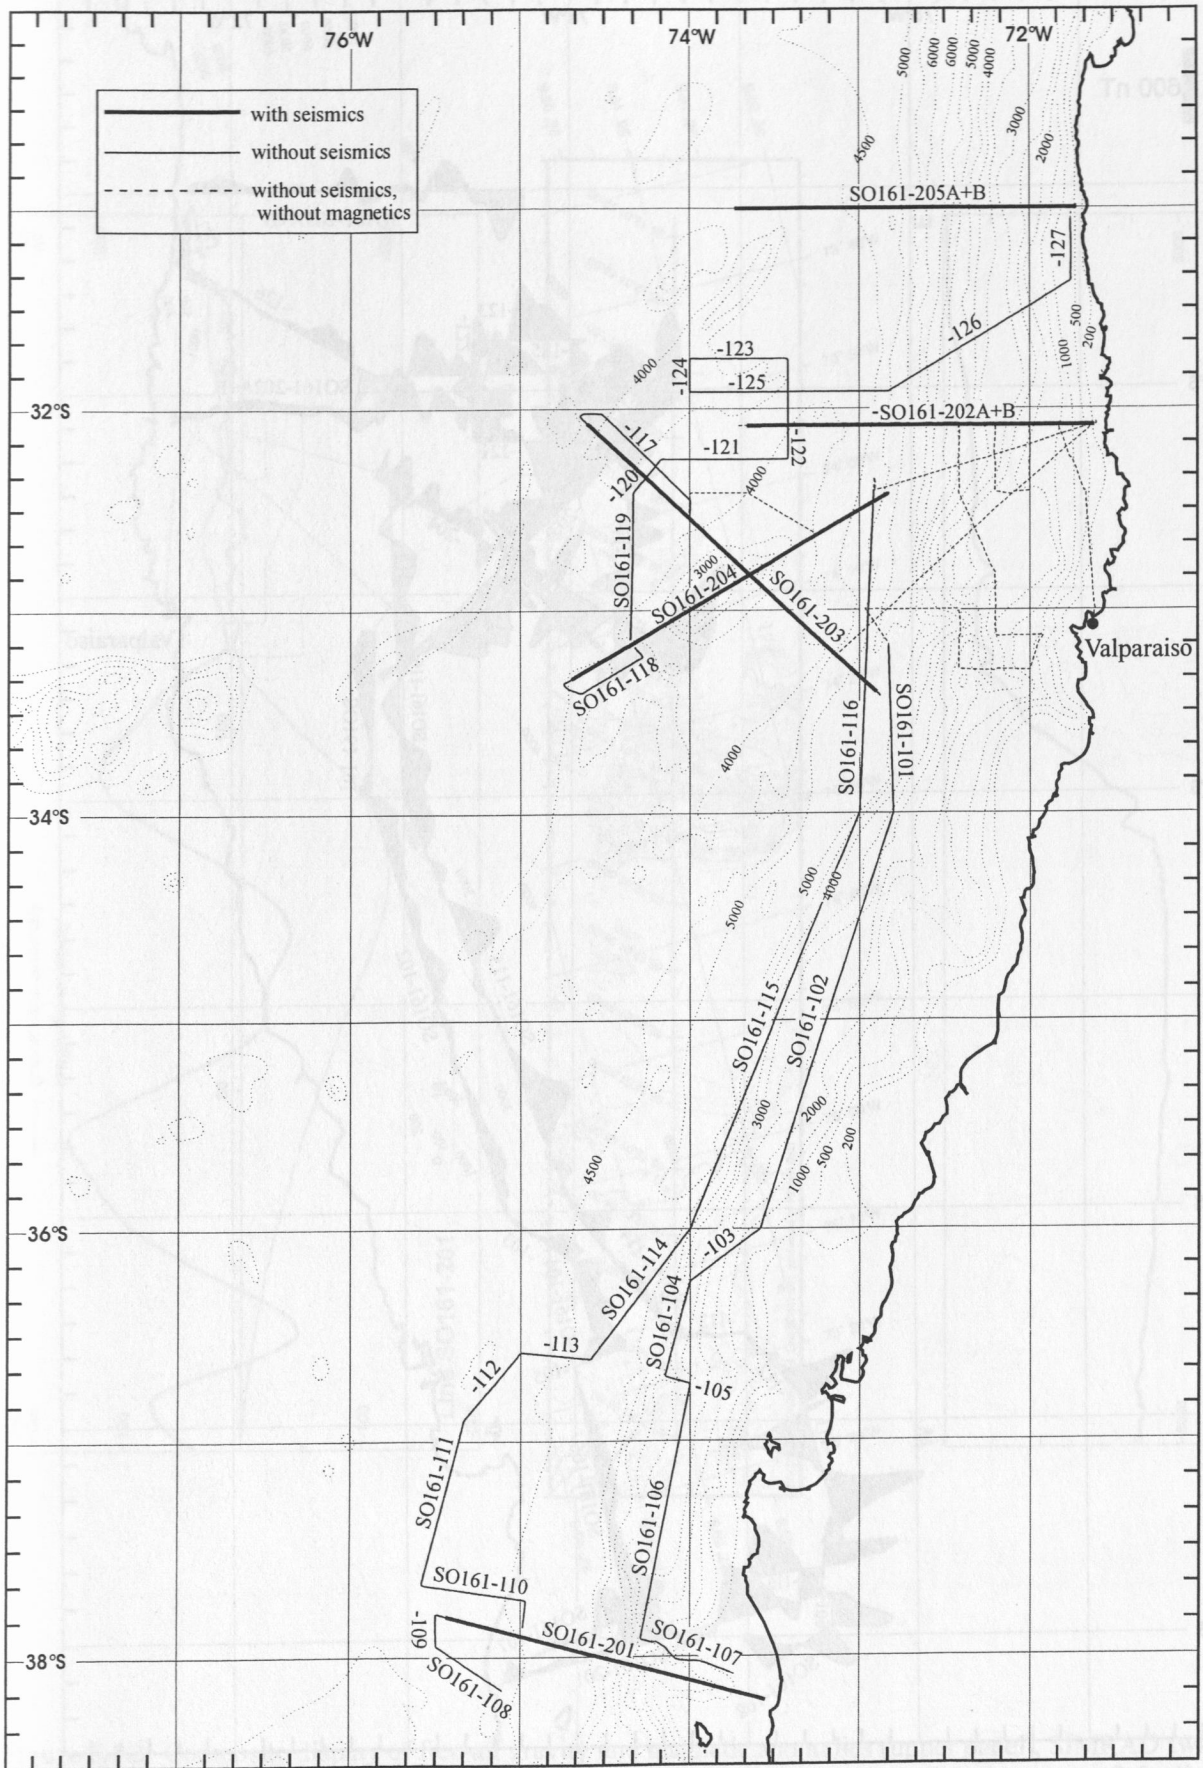 76°W
74°W
72°W
with seismics
without seismics
without seismics,
without magnetics
5000
6000
6000
5000
4000
3000
2000
4500
SO161-205A+B
-127
-126
500
200
1000
-123
-124
-125
4000
32°S
-SO161-202A+B
-117
-121
-122
-120
4000
SO161-119
3000
SO161-204
SO161-203
Valparaiso
SO161-118
SO161-116
SO161-101
4000
34°S
5000
4000
5000
SO161-115
SO161-102
3000
2000
200
500
1000
4500
36°S
-103
SO161-114
SO161-104
-113
-112
-105
SO161-111
SO161-106
SO161-110
-109
SO161-201
SO161-107
38°S
SO161-108